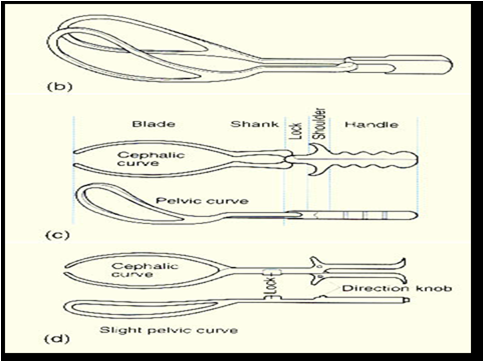 (b)
Blade Shank Lock Shoulder Handle
Cephalic
curve
Pelvic curve
(c)
Cephalic
curve
Lock
Direction knob
Slight pelvic curve
(d)